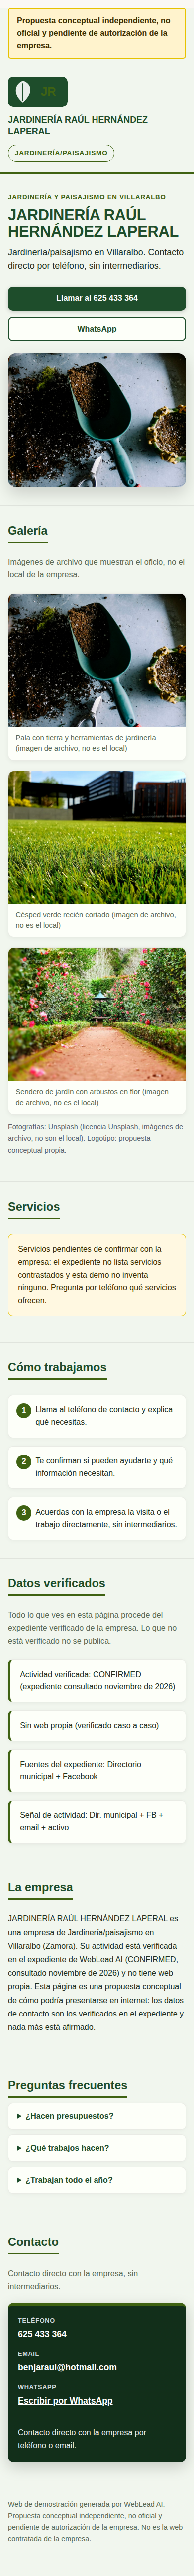 Propuesta conceptual independiente, no
oficial y pendiente de autorización de la
empresa.
JR
JARDINERÍA RAÚL HERNÁNDEZ
LAPERAL
JARDINERÍA/PAISAJISMO
JARDINERÍA Y PAISAJISMO EN VILLARALBO
JARDINERÍA RAÚL
HERNÁNDEZ LAPERAL
Jardinería/paisajismo en Villaralbo. Contacto
directo por teléfono, sin intermediarios.
Llamar al 625 433 364
WhatsApp
Galería
Imágenes de archivo que muestran el oficio, no el
local de la empresa.
Pala con tierra y herramientas de jardinería
(imagen de archivo, no es el local)
Césped verde recién cortado (imagen de archivo,
no es el local)
Sendero de jardín con arbustos en flor (imagen
de archivo, no es el local)
Fotografías: Unsplash (licencia Unsplash, imágenes de
archivo, no son el local). Logotipo: propuesta
conceptual propia.
Servicios
Servicios pendientes de confirmar con la
empresa: el expediente no lista servicios
contrastados y esta demo no inventa
ninguno. Pregunta por teléfono qué servicios
ofrecen.
Cómo trabajamos
1 Llama al teléfono de contacto y explica
qué necesitas.
2 Te confirman si pueden ayudarte y qué
información necesitan.
3 Acuerdas con la empresa la visita o el
trabajo directamente, sin intermediarios.
Datos verificados
Todo lo que ves en esta página procede del
expediente verificado de la empresa. Lo que no
está verificado no se publica.
Actividad verificada: CONFIRMED
(expediente consultado noviembre de 2026)
Sin web propia (verificado caso a caso)
Fuentes del expediente: Directorio
municipal + Facebook
Señal de actividad: Dir. municipal + FB +
email + activo
La empresa
JARDINERÍA RAÚL HERNÁNDEZ LAPERAL es
una empresa de Jardinería/paisajismo en
Villaralbo (Zamora). Su actividad está verificada
en el expediente de WebLead AI (CONFIRMED,
consultado noviembre de 2026) y no tiene web
propia. Esta página es una propuesta conceptual
de cómo podría presentarse en internet: los datos
de contacto son los verificados en el expediente y
nada más está afirmado.
Preguntas frecuentes
▶ ¿Hacen presupuestos?
▶ ¿Qué trabajos hacen?
▶ ¿Trabajan todo el año?
Contacto
Contacto directo con la empresa, sin
intermediarios.
TELÉFONO
625 433 364
EMAIL
benjaraul@hotmail.com
WHATSAPP
Escribir por WhatsApp
Contacto directo con la empresa por
teléfono o email.
Web de demostración generada por WebLead AI.
Propuesta conceptual independiente, no oficial y
pendiente de autorización de la empresa. No es la web
contratada de la empresa.